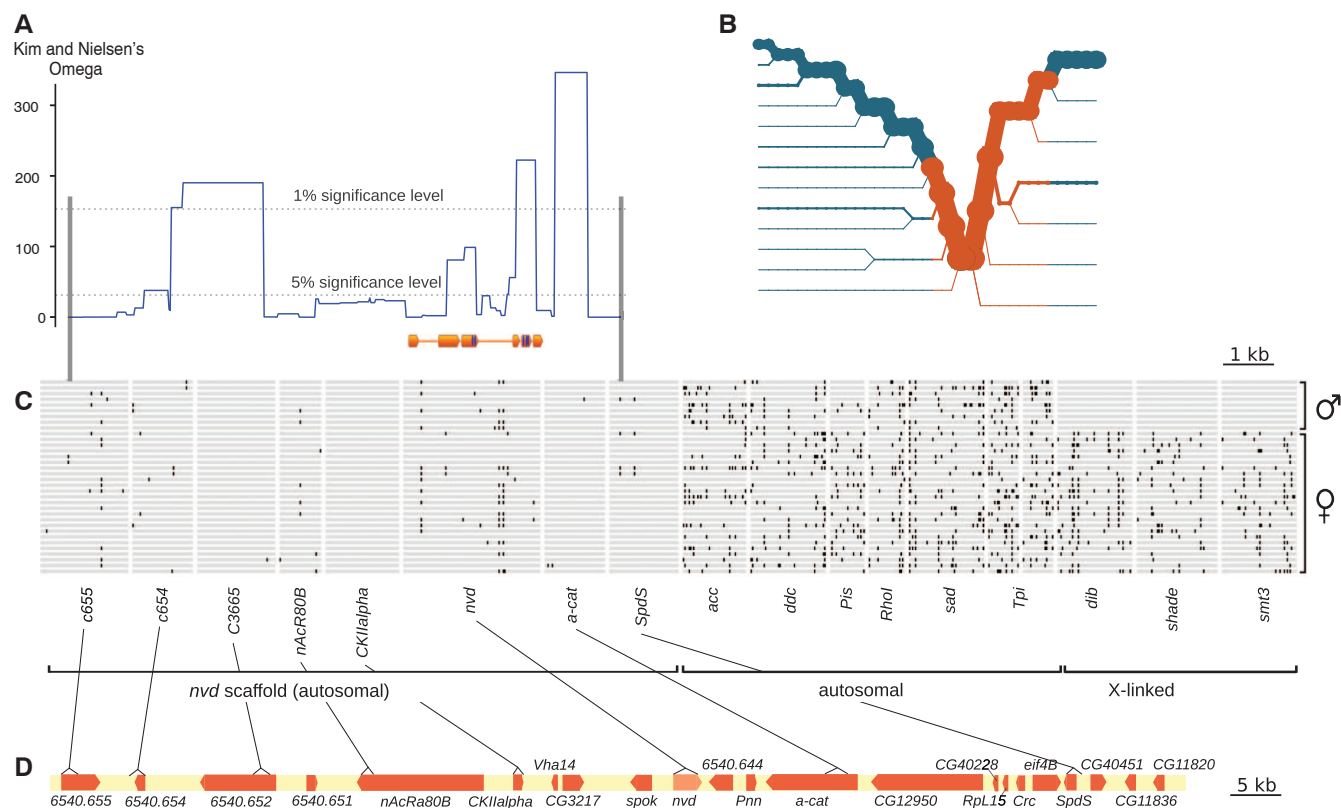 A
B
Kim and Nielsen's
Omega
300
200
100
0
1% significance level
5% significance level
1 kb
C
♂
♀
c655
c654
C3665
nAcR80B
CKIIalpha
nvd
a-cat
SpdS
acc
ddc
Pis
Rhol
sad
Tpi
dib
shade
smt3
nvd scaffold (autosomal)
autosomal
X-linked
D
Vha14
6540.644
CG40228
eif4B
CG40451
CG11820
5 kb
6540.655
6540.654
6540.652
6540.651
nAcRa80B
CKIIalpha
CG3217
spok
nvd
Pnn
a-cat
CG12950
RpL15
Crc
SpdS
CG11836